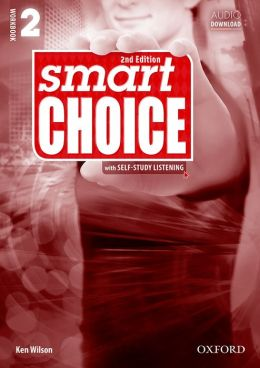 WORKBOOK
2
AUDIO
DOWNLOAD
2nd Edition
smart
CHOICE
with SELF-STUDY LISTENING
Ken Wilson
OXFORD